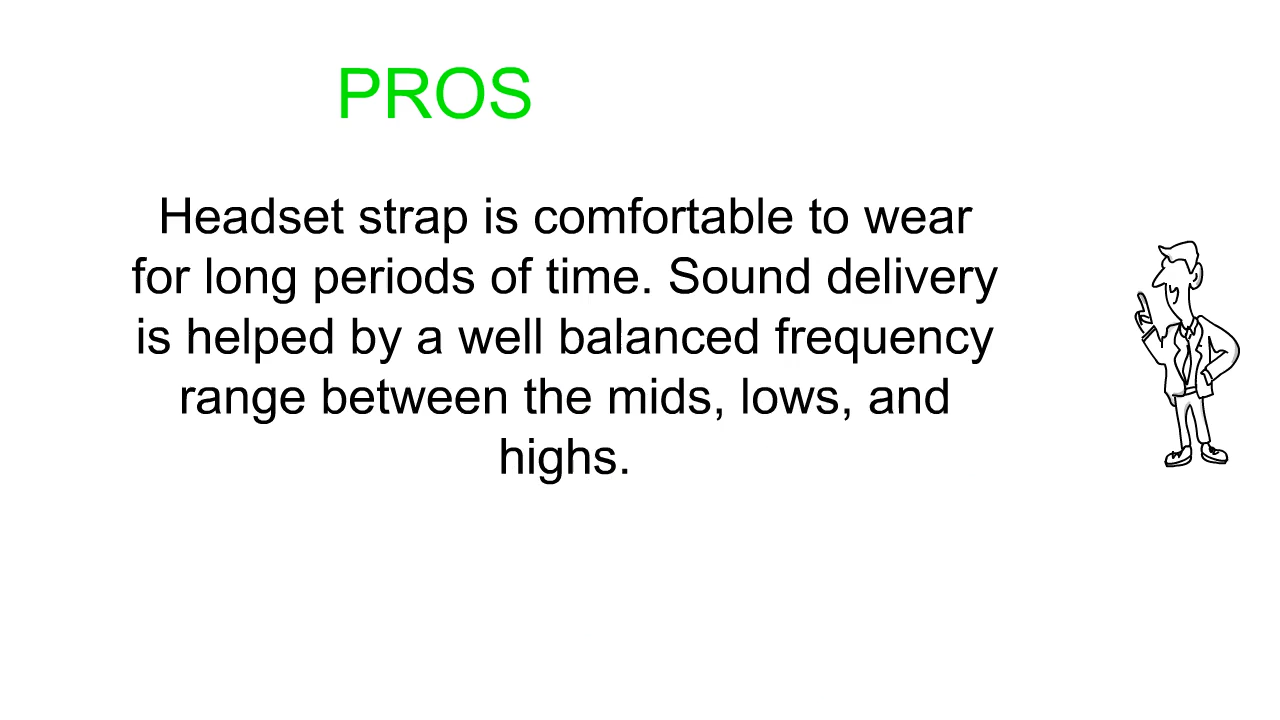 PROS
Headset strap is comfortable to wear
for long periods of time. Sound delivery
is helped by a well balanced frequency
range between the mids, lows, and
highs.